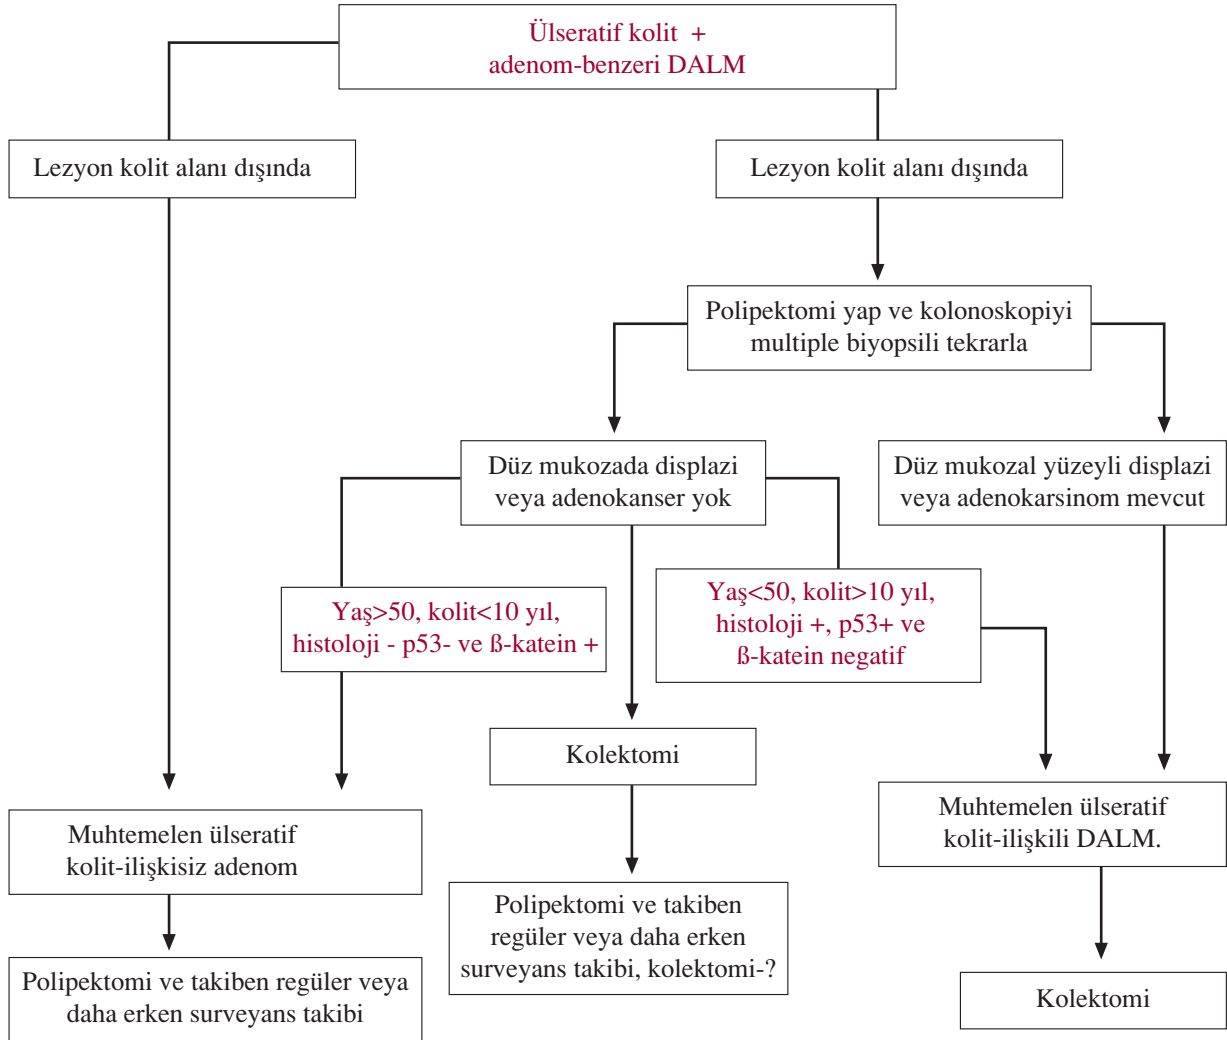 Ülseratif kolit +
adenom-benzeri DALM
Lezyon kolit alanı dışında
Lezyon kolit alanı dışında
Polipektomi yap ve kolonoskopiyi
multiple biyopsili tekrarla
Düz mukozada displazi
veya adenokanser yok
Düz mukozal yüzeyli displazi
veya adenokarsinom mevcut
Yaş>50, kolit<10 yıl,
histoloji - p53- ve ß-katein +
Yaş<50, kolit>10 yıl,
histoloji +, p53+ ve
ß-katein negatif
Kolektomi
Muhtemelen ülseratif
kolit-ilişkisiz adenom
Muhtemelen ülseratif
kolit-ilişkili DALM.
Polipektomi ve takiben
regüler veya daha erken
surveyans takibi, kolektomi-?
Polipektomi ve takiben regüler veya
daha erken surveyans takibi
Kolektomi